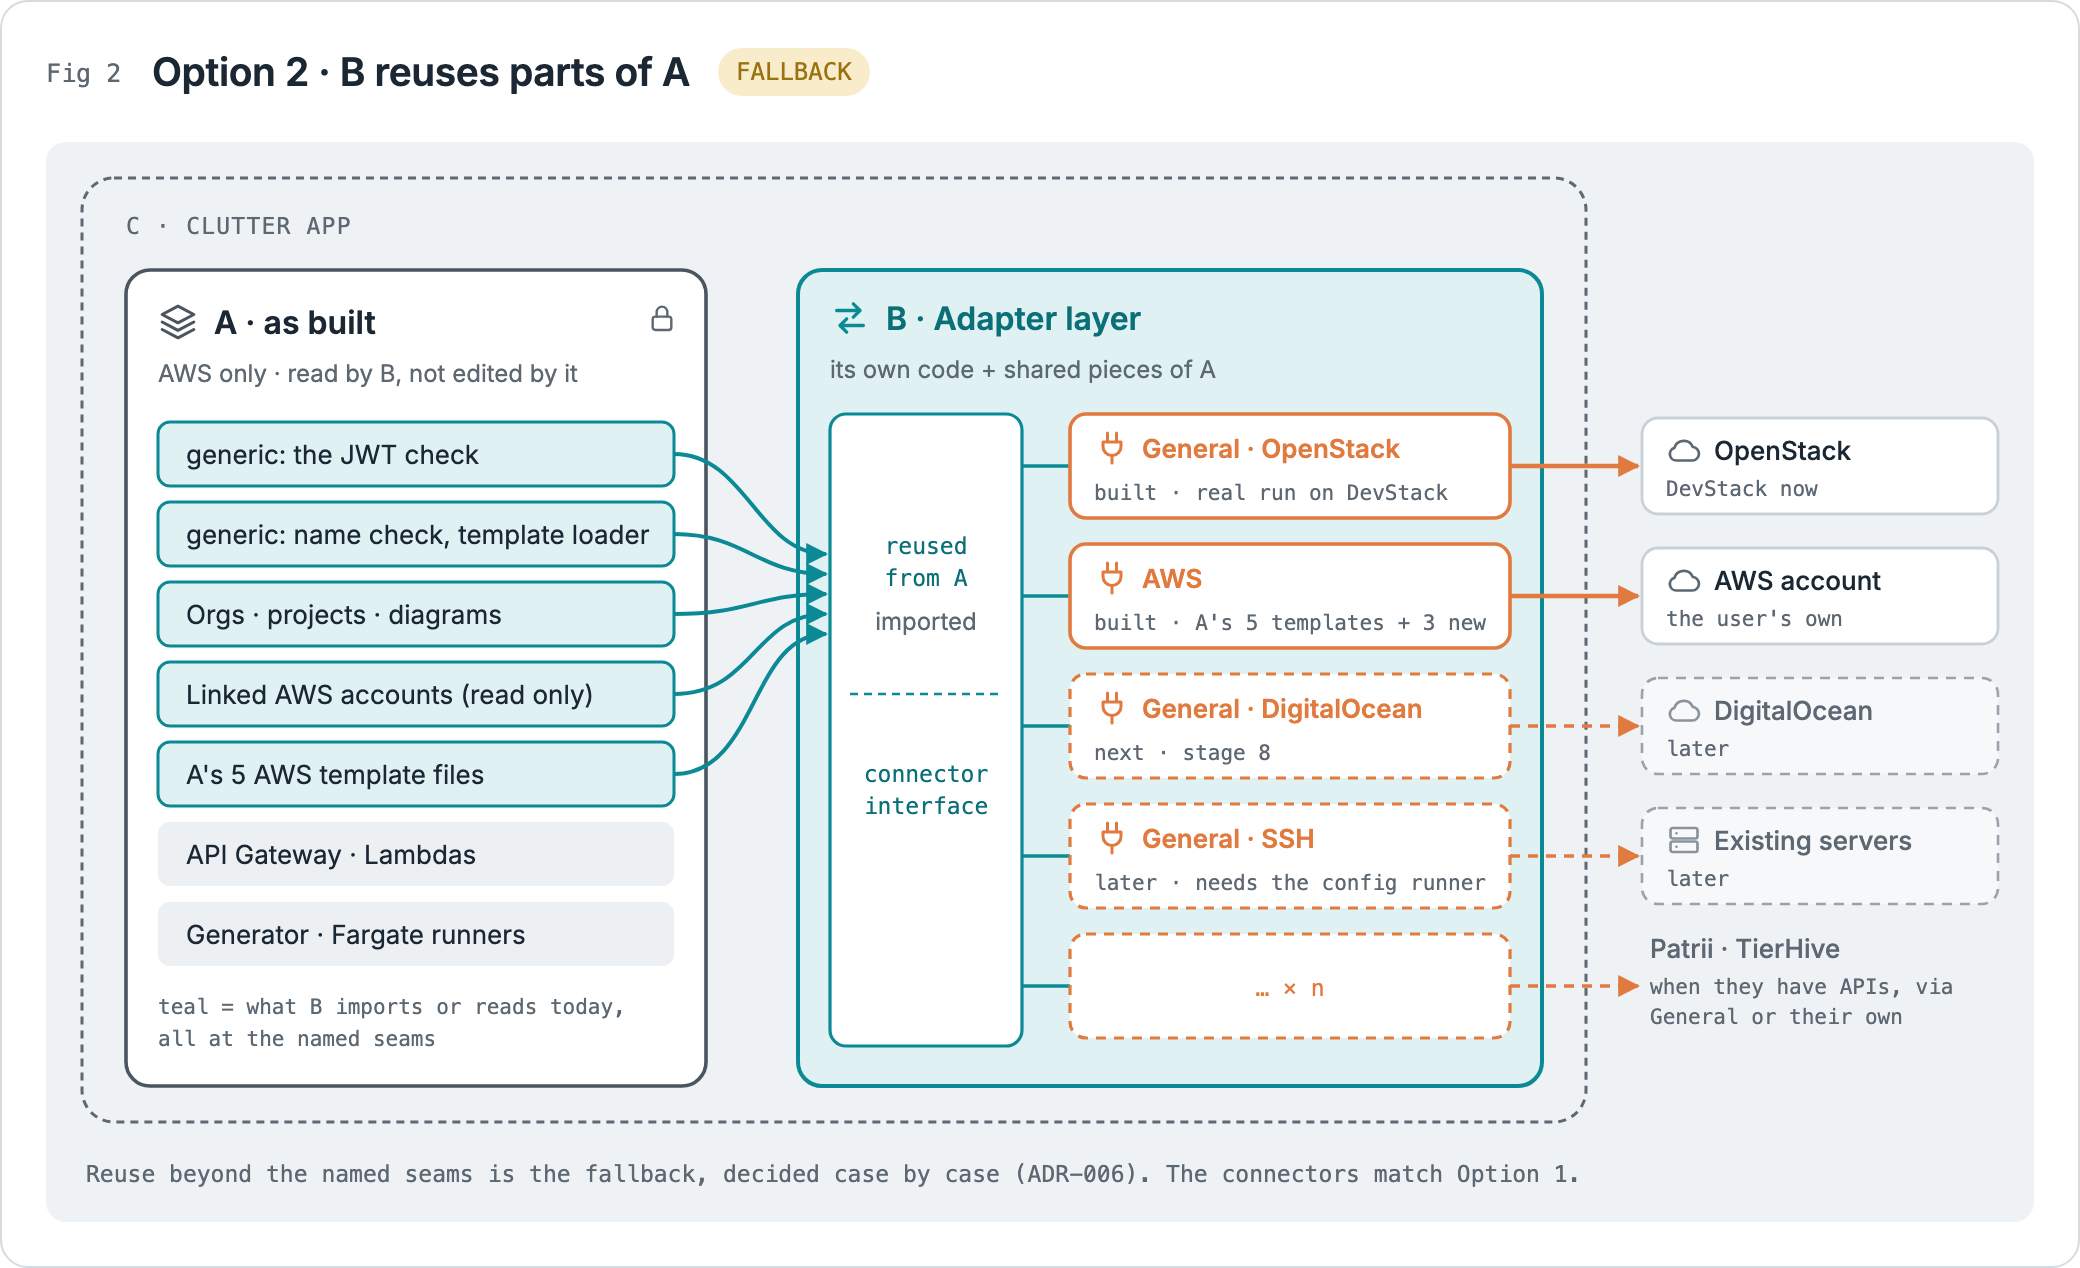 Fig 2 Option 2 · B reuses parts of A FALLBACK
C · CLUTTER APP
A · as built
AWS only · read by B, not edited by it
generic: the JWT check
generic: name check, template loader
Orgs · projects · diagrams
Linked AWS accounts (read only)
A's 5 AWS template files
API Gateway · Lambdas
Generator · Fargate runners
teal = what B imports or reads today,
all at the named seams
B · Adapter layer
its own code + shared pieces of A
reused
from A
imported
connector
interface
General · OpenStack
built · real run on DevStack
AWS
built · A's 5 templates + 3 new
General · DigitalOcean
next · stage 8
General · SSH
later · needs the config runner
… × n
OpenStack
DevStack now
AWS account
the user's own
DigitalOcean
later
Existing servers
later
Patrii · TierHive
when they have APIs, via
General or their own
Reuse beyond the named seams is the fallback, decided case by case (ADR-006). The connectors match Option 1.